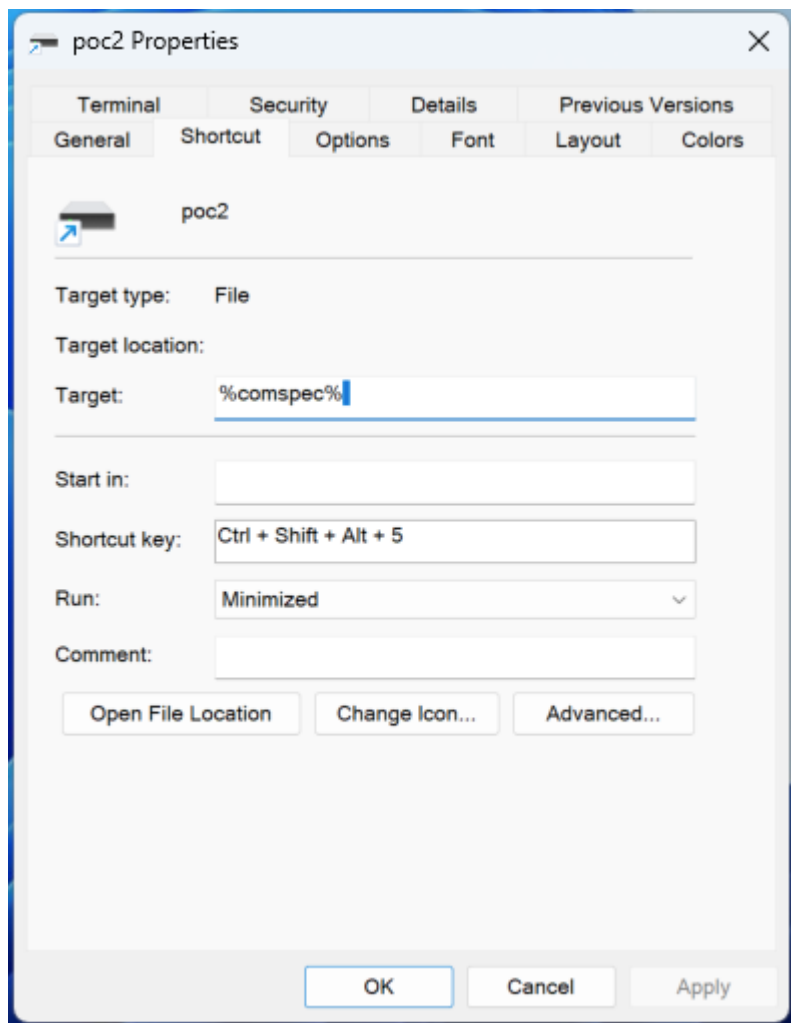 poc2 Properties
Terminal Security Details Previous Versions
General Shortcut Options Font Layout Colors
poc2
Target type: File
Target location:
Target: %comspec%
Start in:
Shortcut key: Ctrl + Shift + Alt + 5
Run: Minimized
Comment:
Open File Location Change Icon... Advanced...
OK Cancel Apply